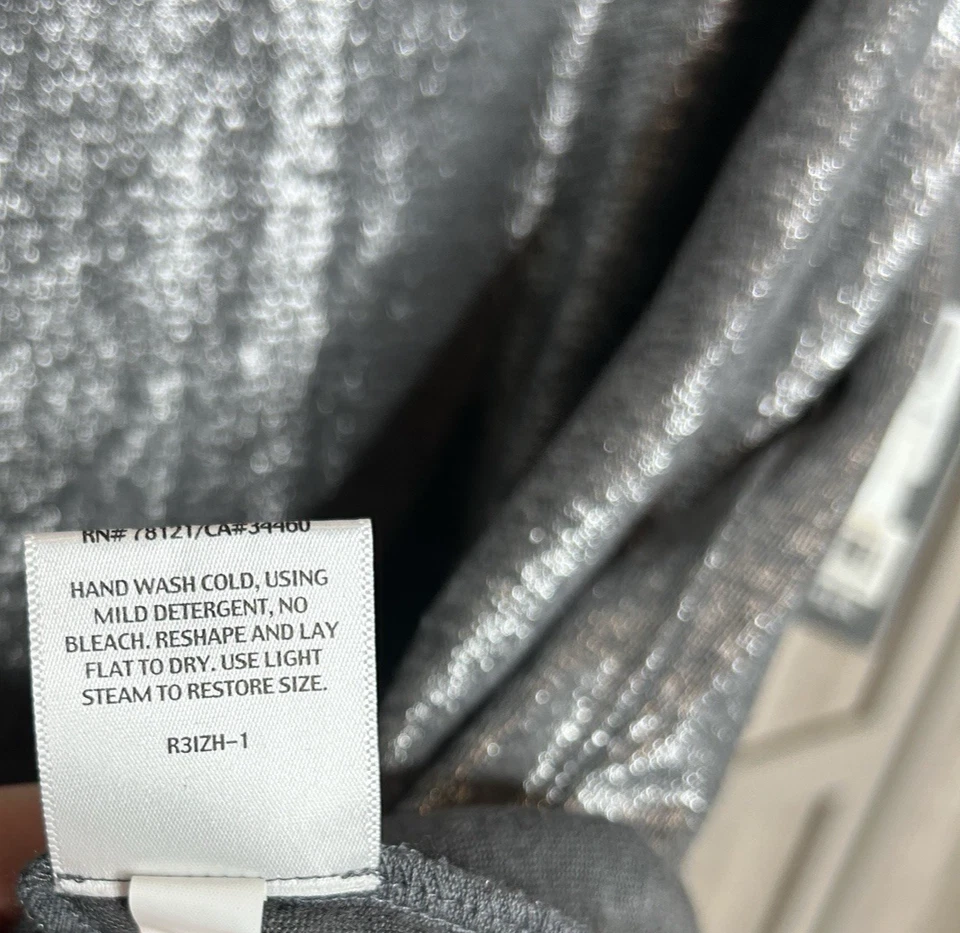 RN# 78121/CA#34460
HAND WASH COLD, USING
MILD DETERGENT, NO
BLEACH. RESHAPE AND LAY
FLAT TO DRY. USE LIGHT
STEAM TO RESTORE SIZE.
R3IZH-1